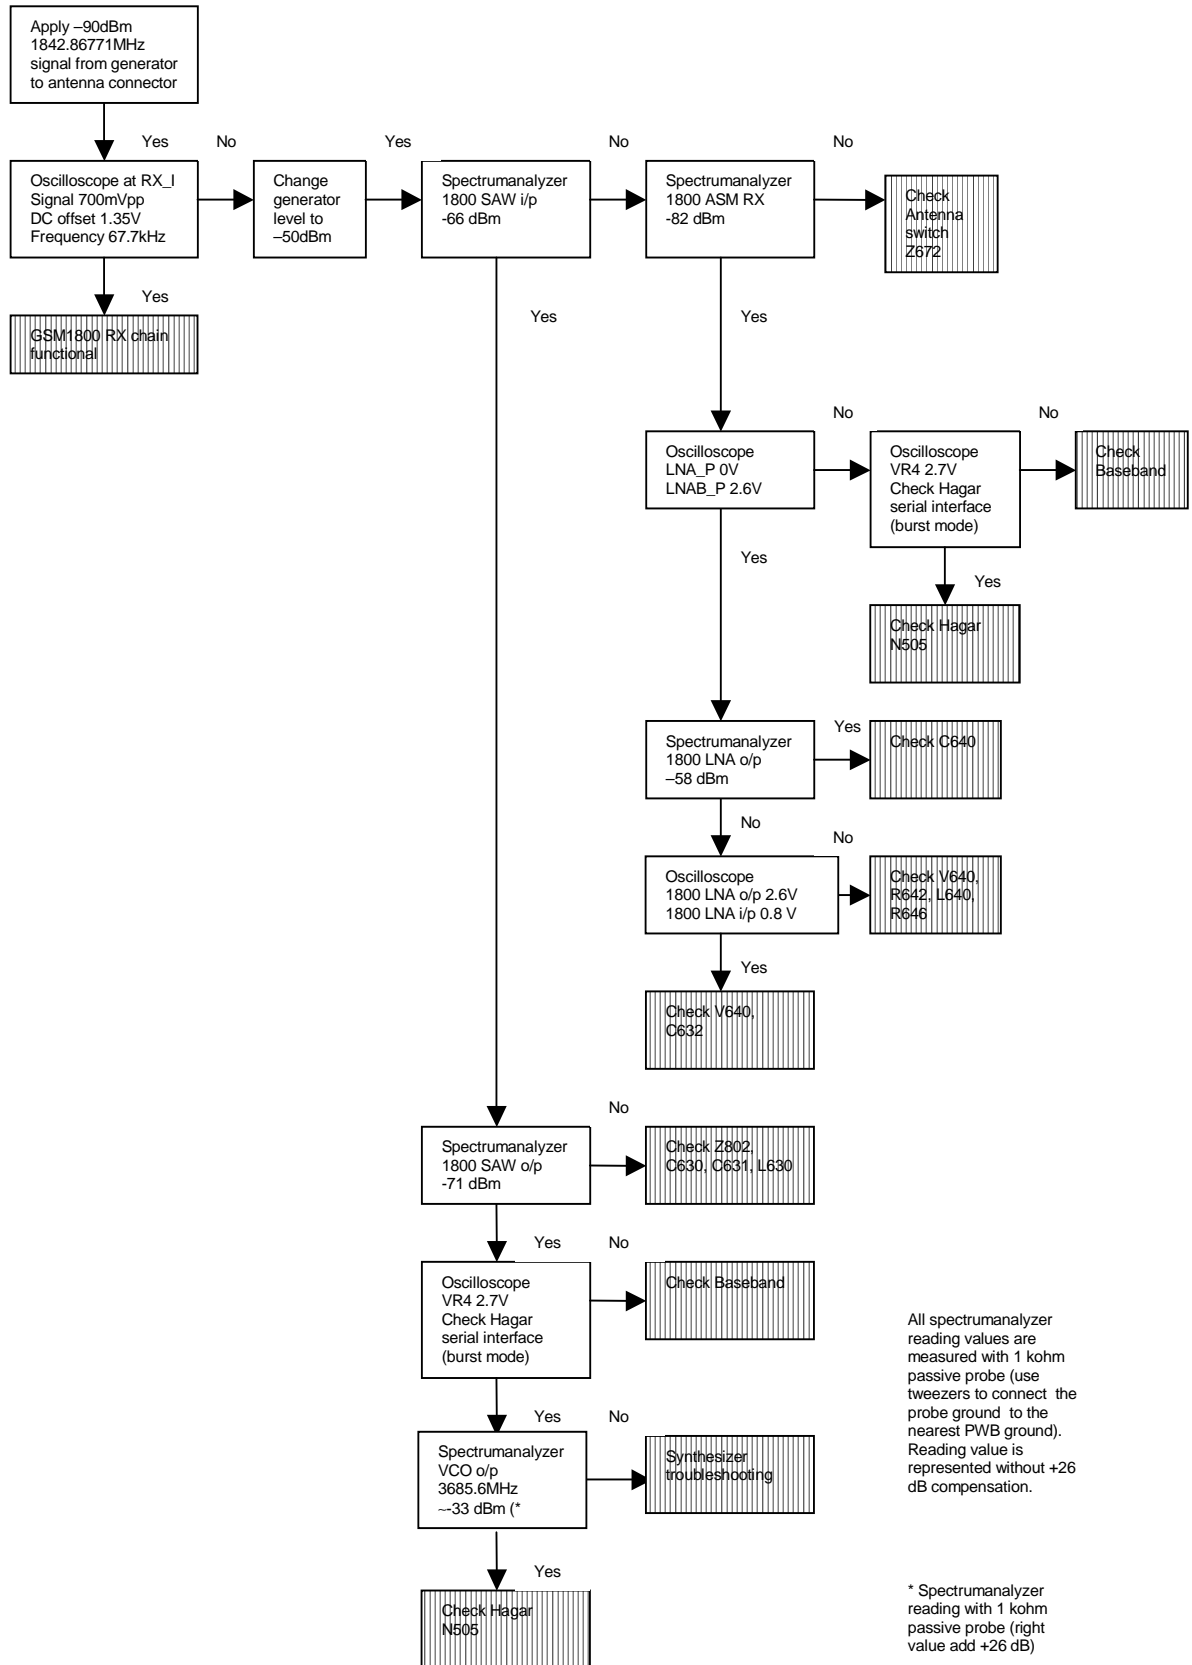 Apply –90dBm
1842.86771MHz
signal from generator
to antenna connector
Yes
No
Yes
No
No
Oscilloscope at RX_I
Signal 700mVpp
DC offset 1.35V
Frequency 67.7kHz
Change
generator
level to
–50dBm
Spectrumanalyzer
1800 SAW i/p
-66 dBm
Spectrumanalyzer
1800 ASM RX
-82 dBm
Check
Antenna
switch
Z672
Yes
GSM1800 RX chain
functional
Yes
Yes
No
No
Oscilloscope
LNA_P 0V
LNAB_P 2.6V
Oscilloscope
VR4 2.7V
Check Hagar
serial interface
(burst mode)
Check
Baseband
Yes
Yes
Check Hagar
N505
Spectrumanalyzer
1800 LNA o/p
–58 dBm
Yes
Check C640
No
No
Oscilloscope
1800 LNA o/p 2.6V
1800 LNA i/p 0.8 V
Check V640,
R642, L640,
R646
Yes
Check V640,
C632
No
Spectrumanalyzer
1800 SAW o/p
-71 dBm
Check Z802,
C630, C631, L630
Yes
No
Oscilloscope
VR4 2.7V
Check Hagar
serial interface
(burst mode)
Check Baseband
Yes
No
Spectrumanalyzer
VCO o/p
3685.6MHz
~-33 dBm (*
Synthesizer
troubleshooting
Yes
Check Hagar
N505
All spectrumanalyzer
reading values are
measured with 1 kohm
passive probe (use
tweezers to connect the
probe ground to the
nearest PWB ground).
Reading value is
represented without +26
dB compensation.
* Spectrumanalyzer
reading with 1 kohm
passive probe (right
value add +26 dB)